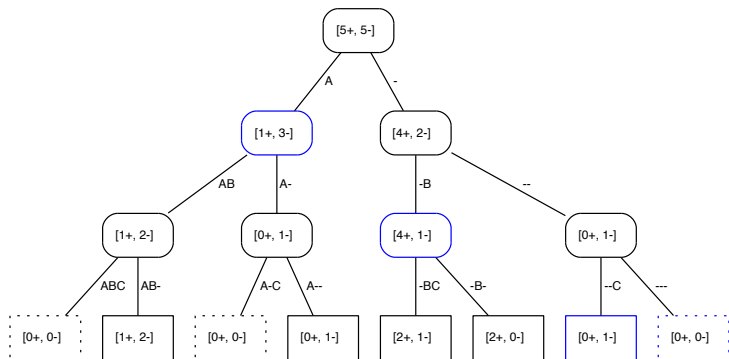 [5+, 5-]
A
-
[1+, 3-]
[4+, 2-]
AB
A-
-B
--
[1+, 2-]
[0+, 1-]
[4+, 1-]
[0+, 1-]
ABC
AB-
A-C
A--
-BC
-B-
--C
---
[0+, 0-]
[1+, 2-]
[0+, 0-]
[0+, 1-]
[2+, 1-]
[2+, 0-]
[0+, 1-]
[0+, 0-]